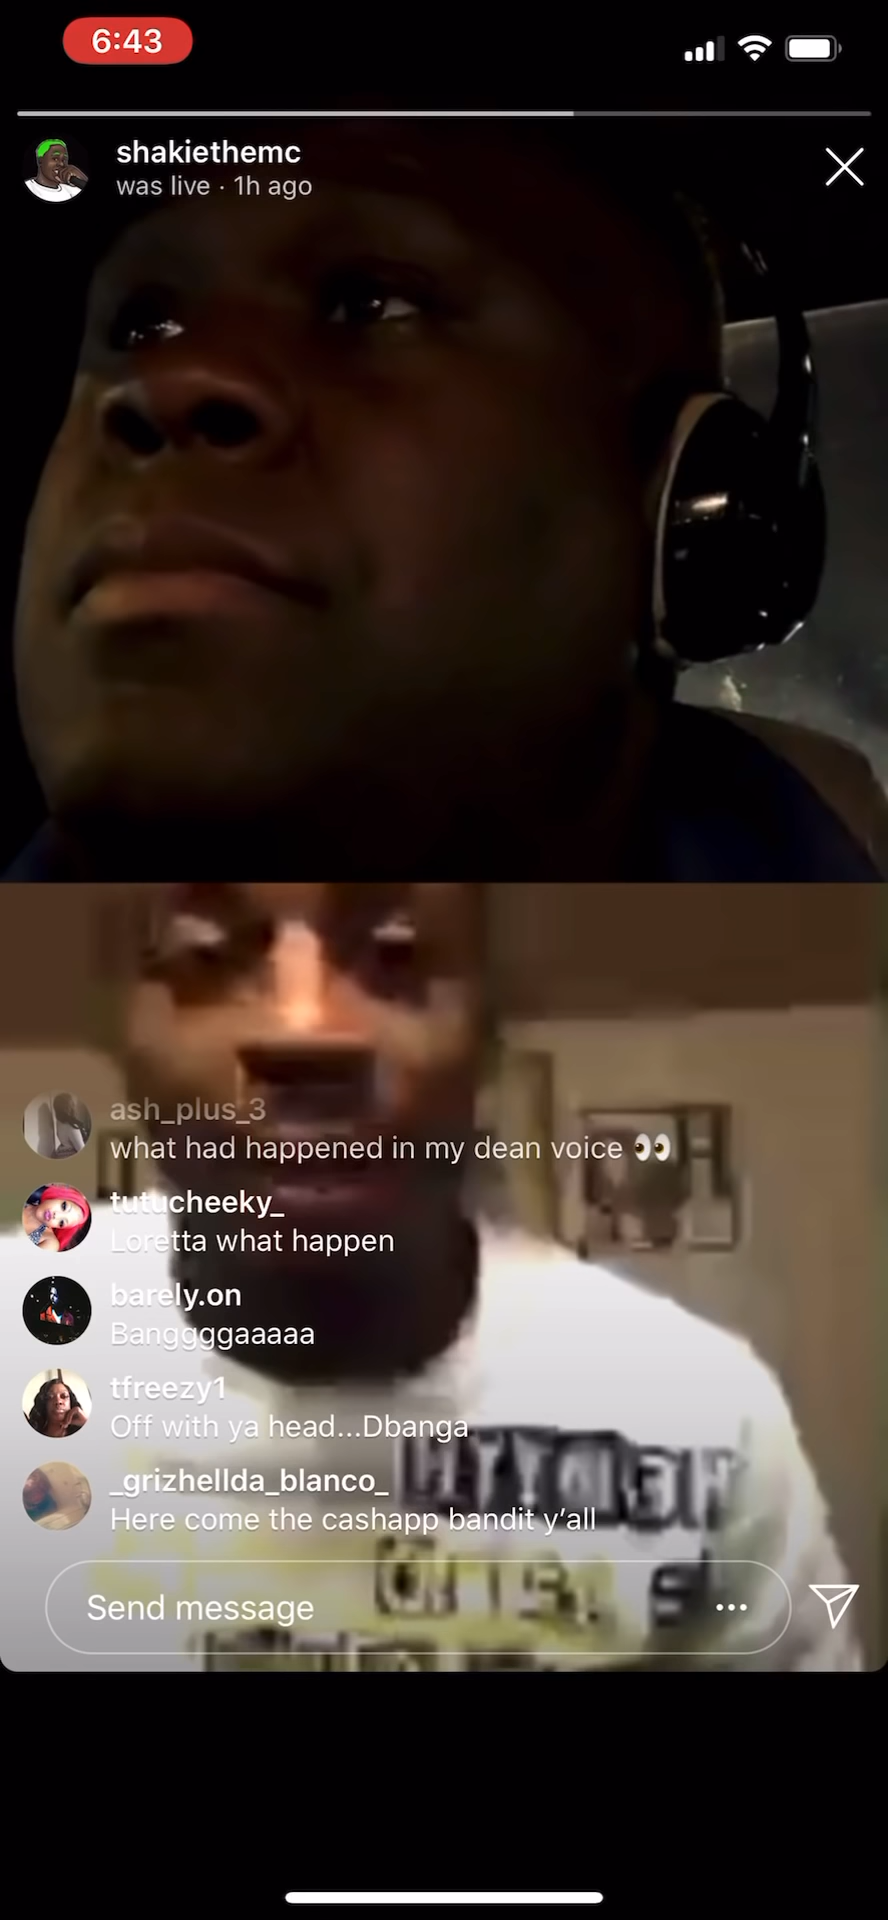 6:43
shakiethemc
was live · 1h ago
ash_plus_3
what had happened in my dean voice 👀
tutucheeky_
Loretta what happen
barely.on
Banggggaaaaa
tfreezy1
Off with ya head...Dbanga
_grizhellda_blanco_
Here come the cashapp bandit y’all
Send message